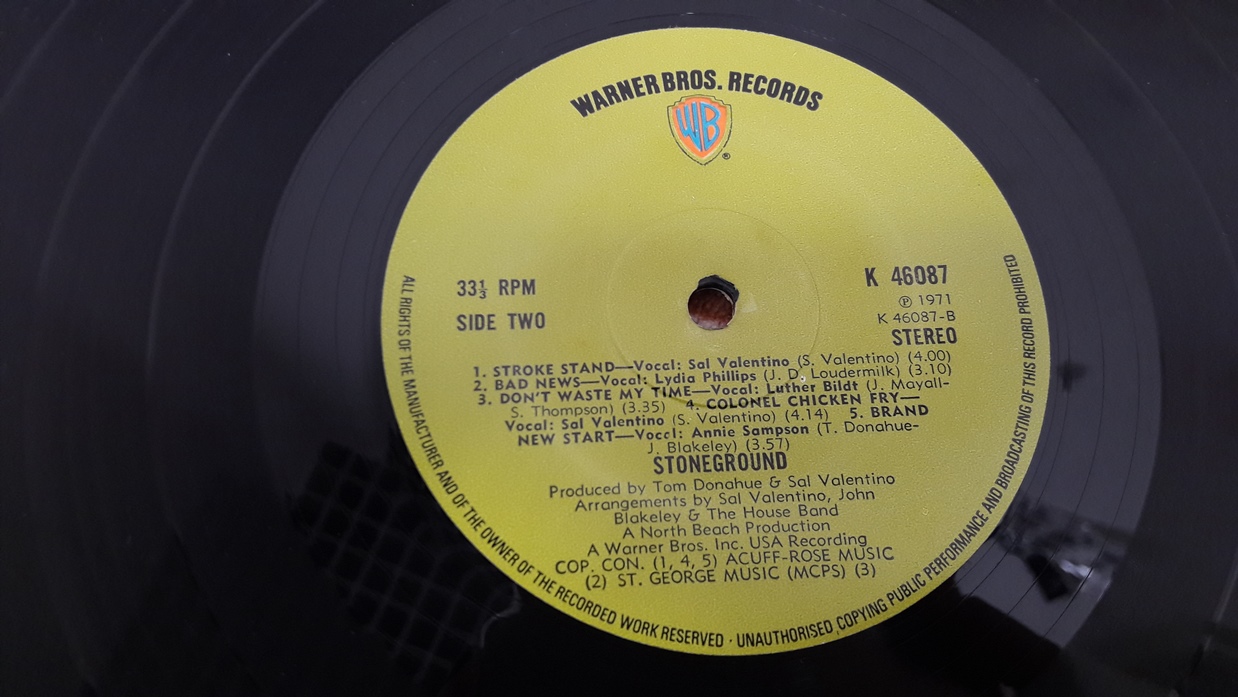 WARNER BROS. RECORDS
WB
®
33⅓ RPM
K 46087
℗ 1971
SIDE TWO
K 46087-B
STEREO
1. STROKE STAND—Vocal: Sal Valentino (S. Valentino) (4.00)
2. BAD NEWS—Vocal: Lydia Phillips (J. D. Loudermilk) (3.10)
3. DON'T WASTE MY TIME—Vocal: Luther Bildt (J. Mayall-
S. Thompson) (3.35) 4. COLONEL CHICKEN FRY—
Vocal: Sal Valentino (S. Valentino) (4.14) 5. BRAND
NEW START—Vocal: Annie Sampson (T. Donahue-
J. Blakeley) (3.57)
STONEGROUND
Produced by Tom Donahue & Sal Valentino
Arrangements by Sal Valentino, John
Blakeley & The House Band
A North Beach Production
A Warner Bros. Inc. USA Recording
COP. CON. (1, 4, 5) ACUFF-ROSE MUSIC
(2) ST. GEORGE MUSIC (MCPS) (3)
ALL RIGHTS OF THE MANUFACTURER AND OF THE OWNER OF THE RECORDED WORK RESERVED · UNAUTHORISED COPYING PUBLIC PERFORMANCE AND BROADCASTING OF THIS RECORD PROHIBITED